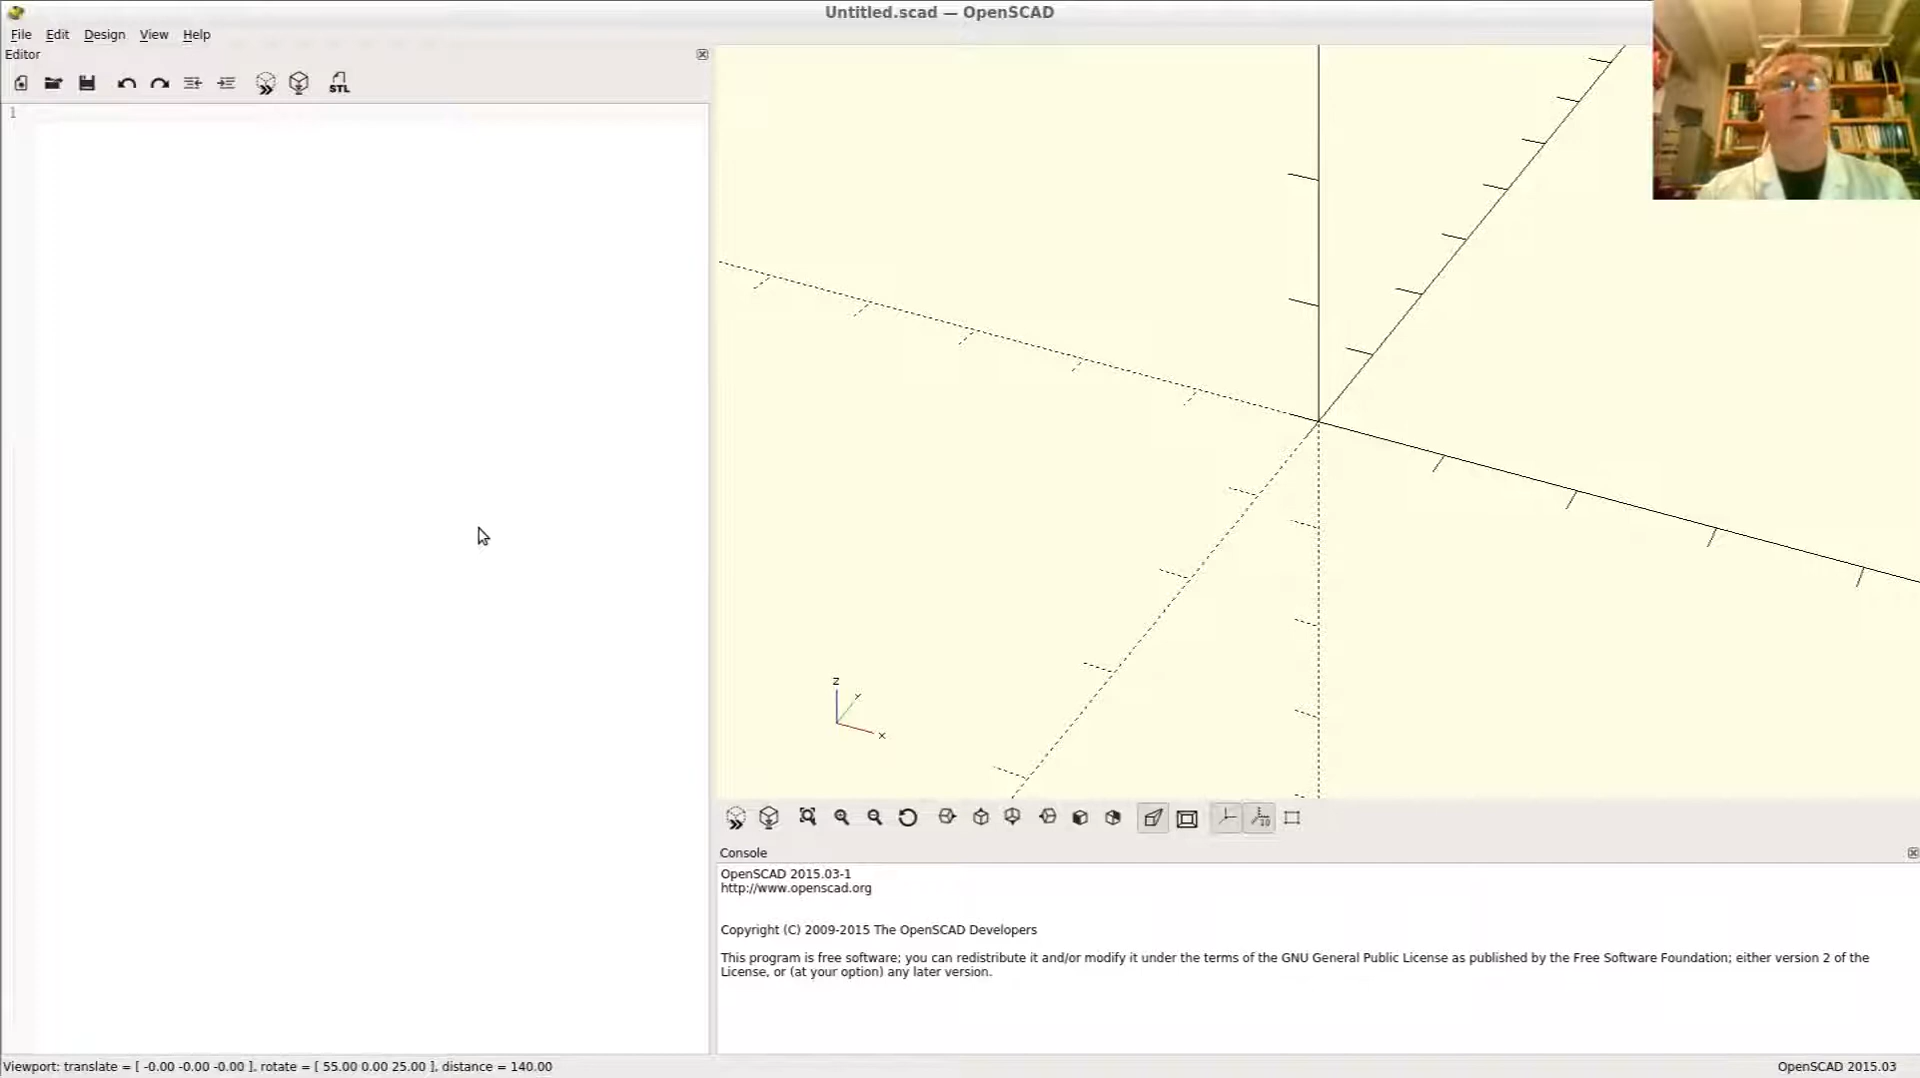 Untitled.scad — OpenSCAD
File Edit Design View Help
Editor
STL
1
z
Y
x
10
Console
OpenSCAD 2015.03-1
http://www.openscad.org
Copyright (C) 2009-2015 The OpenSCAD Developers
This program is free software; you can redistribute it and/or modify it under the terms of the GNU General Public License as published by the Free Software Foundation; either version 2 of the
License, or (at your option) any later version.
Viewport: translate = [ -0.00 -0.00 -0.00 ], rotate = [ 55.00 0.00 25.00 ], distance = 140.00
OpenSCAD 2015.03